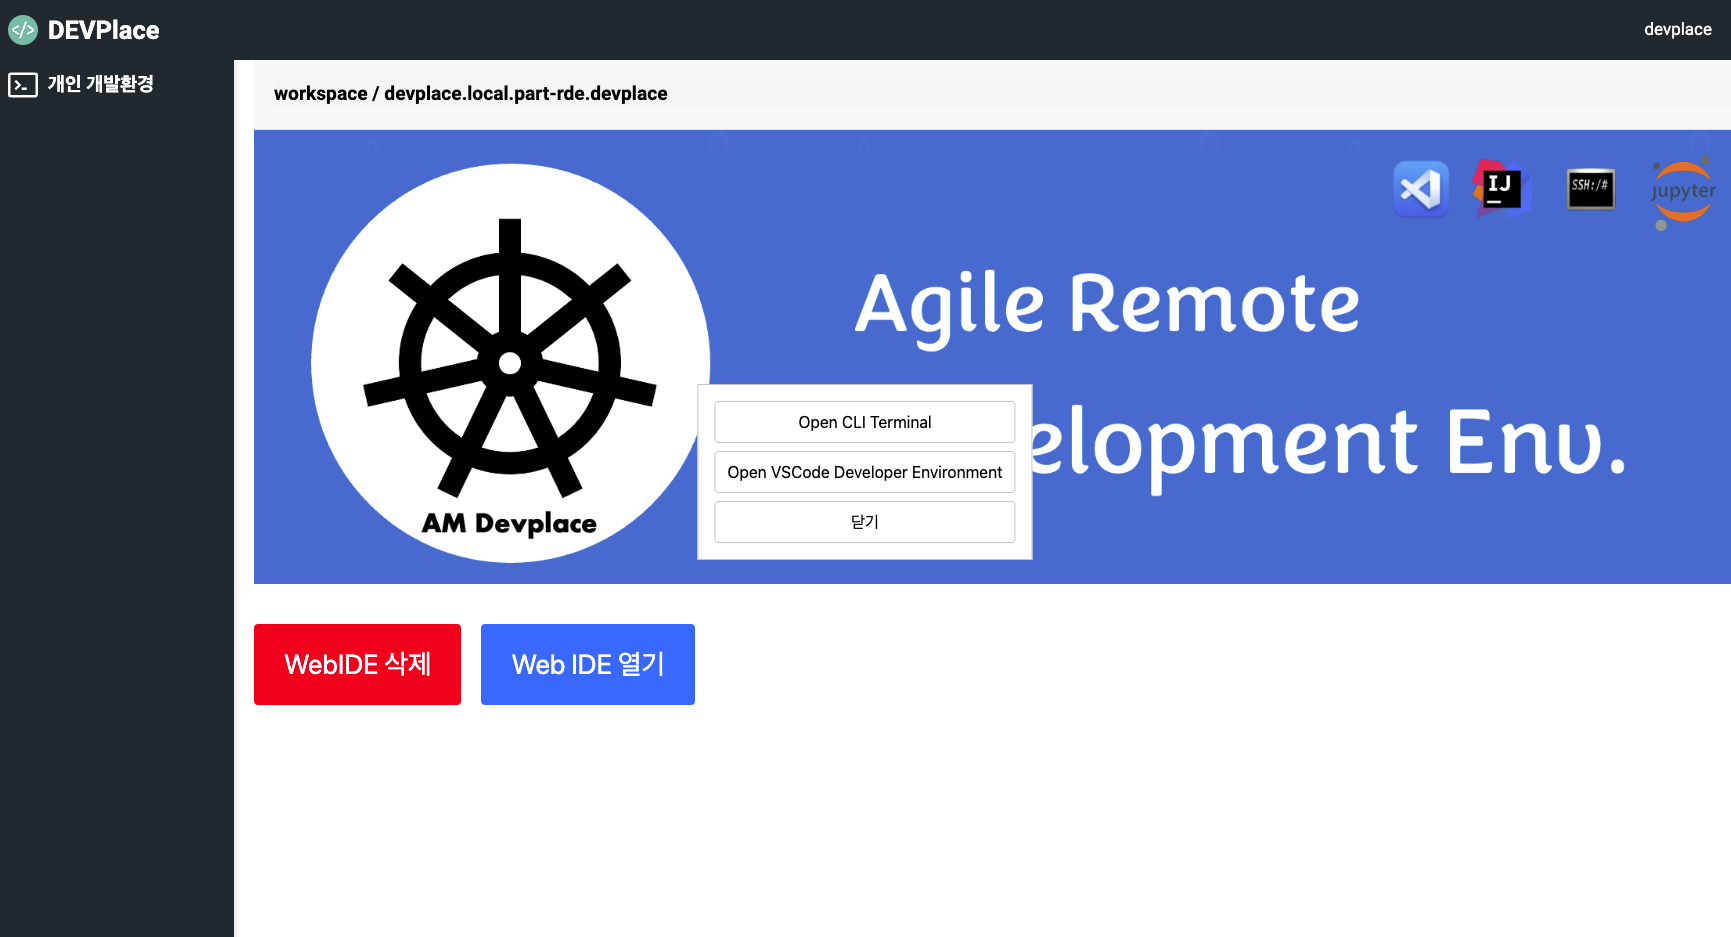 DEVPlace
devplace
개인 개발환경
workspace / devplace.local.part-rde.devplace
IJ
SSH:/#
jupyter
Agile Remote
elopment Env.
AM Devplace
Open CLI Terminal
Open VSCode Developer Environment
닫기
WebIDE 삭제
Web IDE 열기